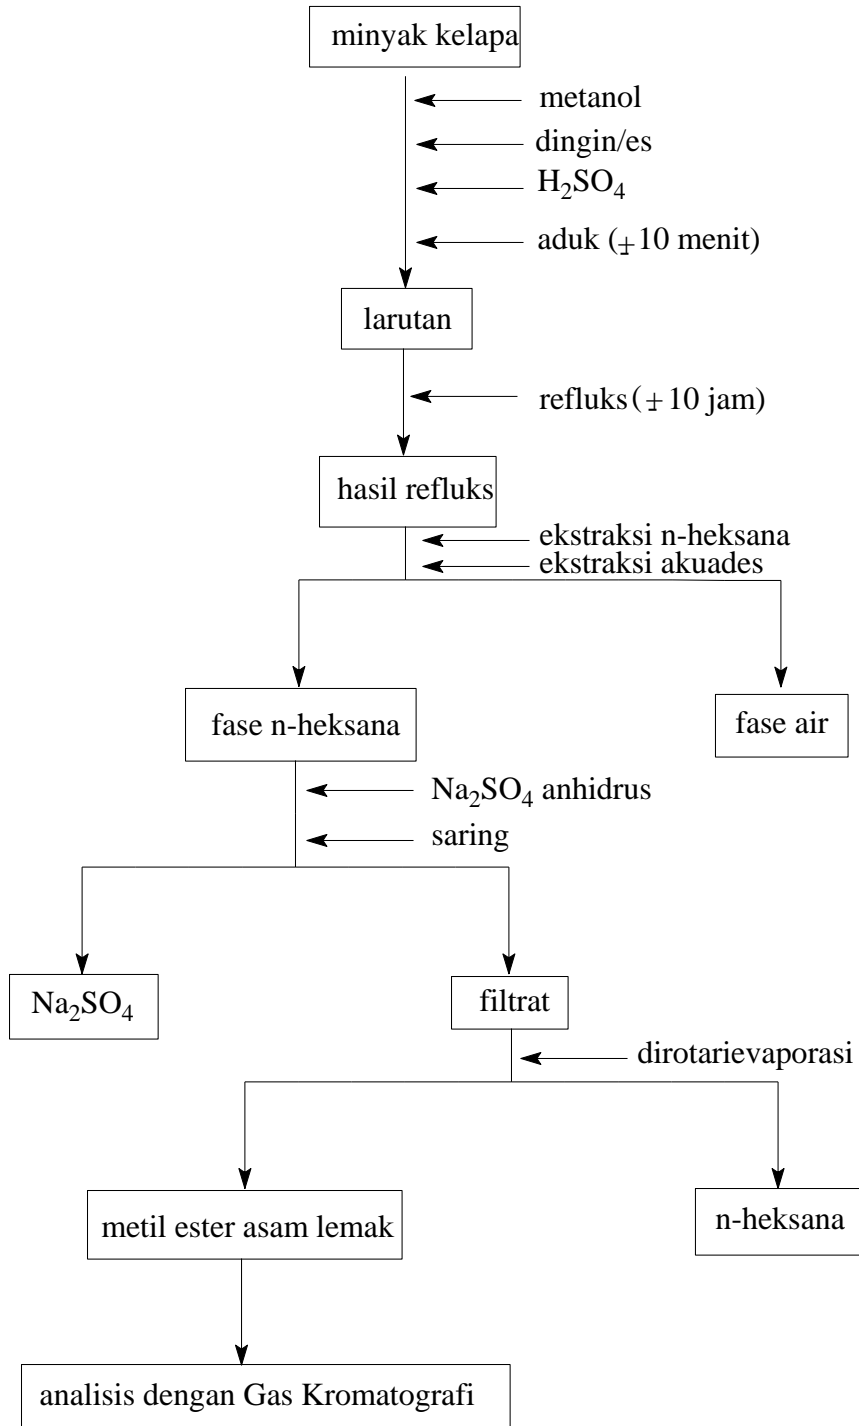 minyak kelapa
metanol
dingin/es
H₂SO₄
aduk (± 10 menit)
larutan
refluks (± 10 jam)
hasil refluks
ekstraksi n-heksana
ekstraksi akuades
fase n-heksana
fase air
Na₂SO₄ anhidrus
saring
Na₂SO₄
filtrat
dirotarievaporasi
metil ester asam lemak
n-heksana
analisis dengan Gas Kromatografi